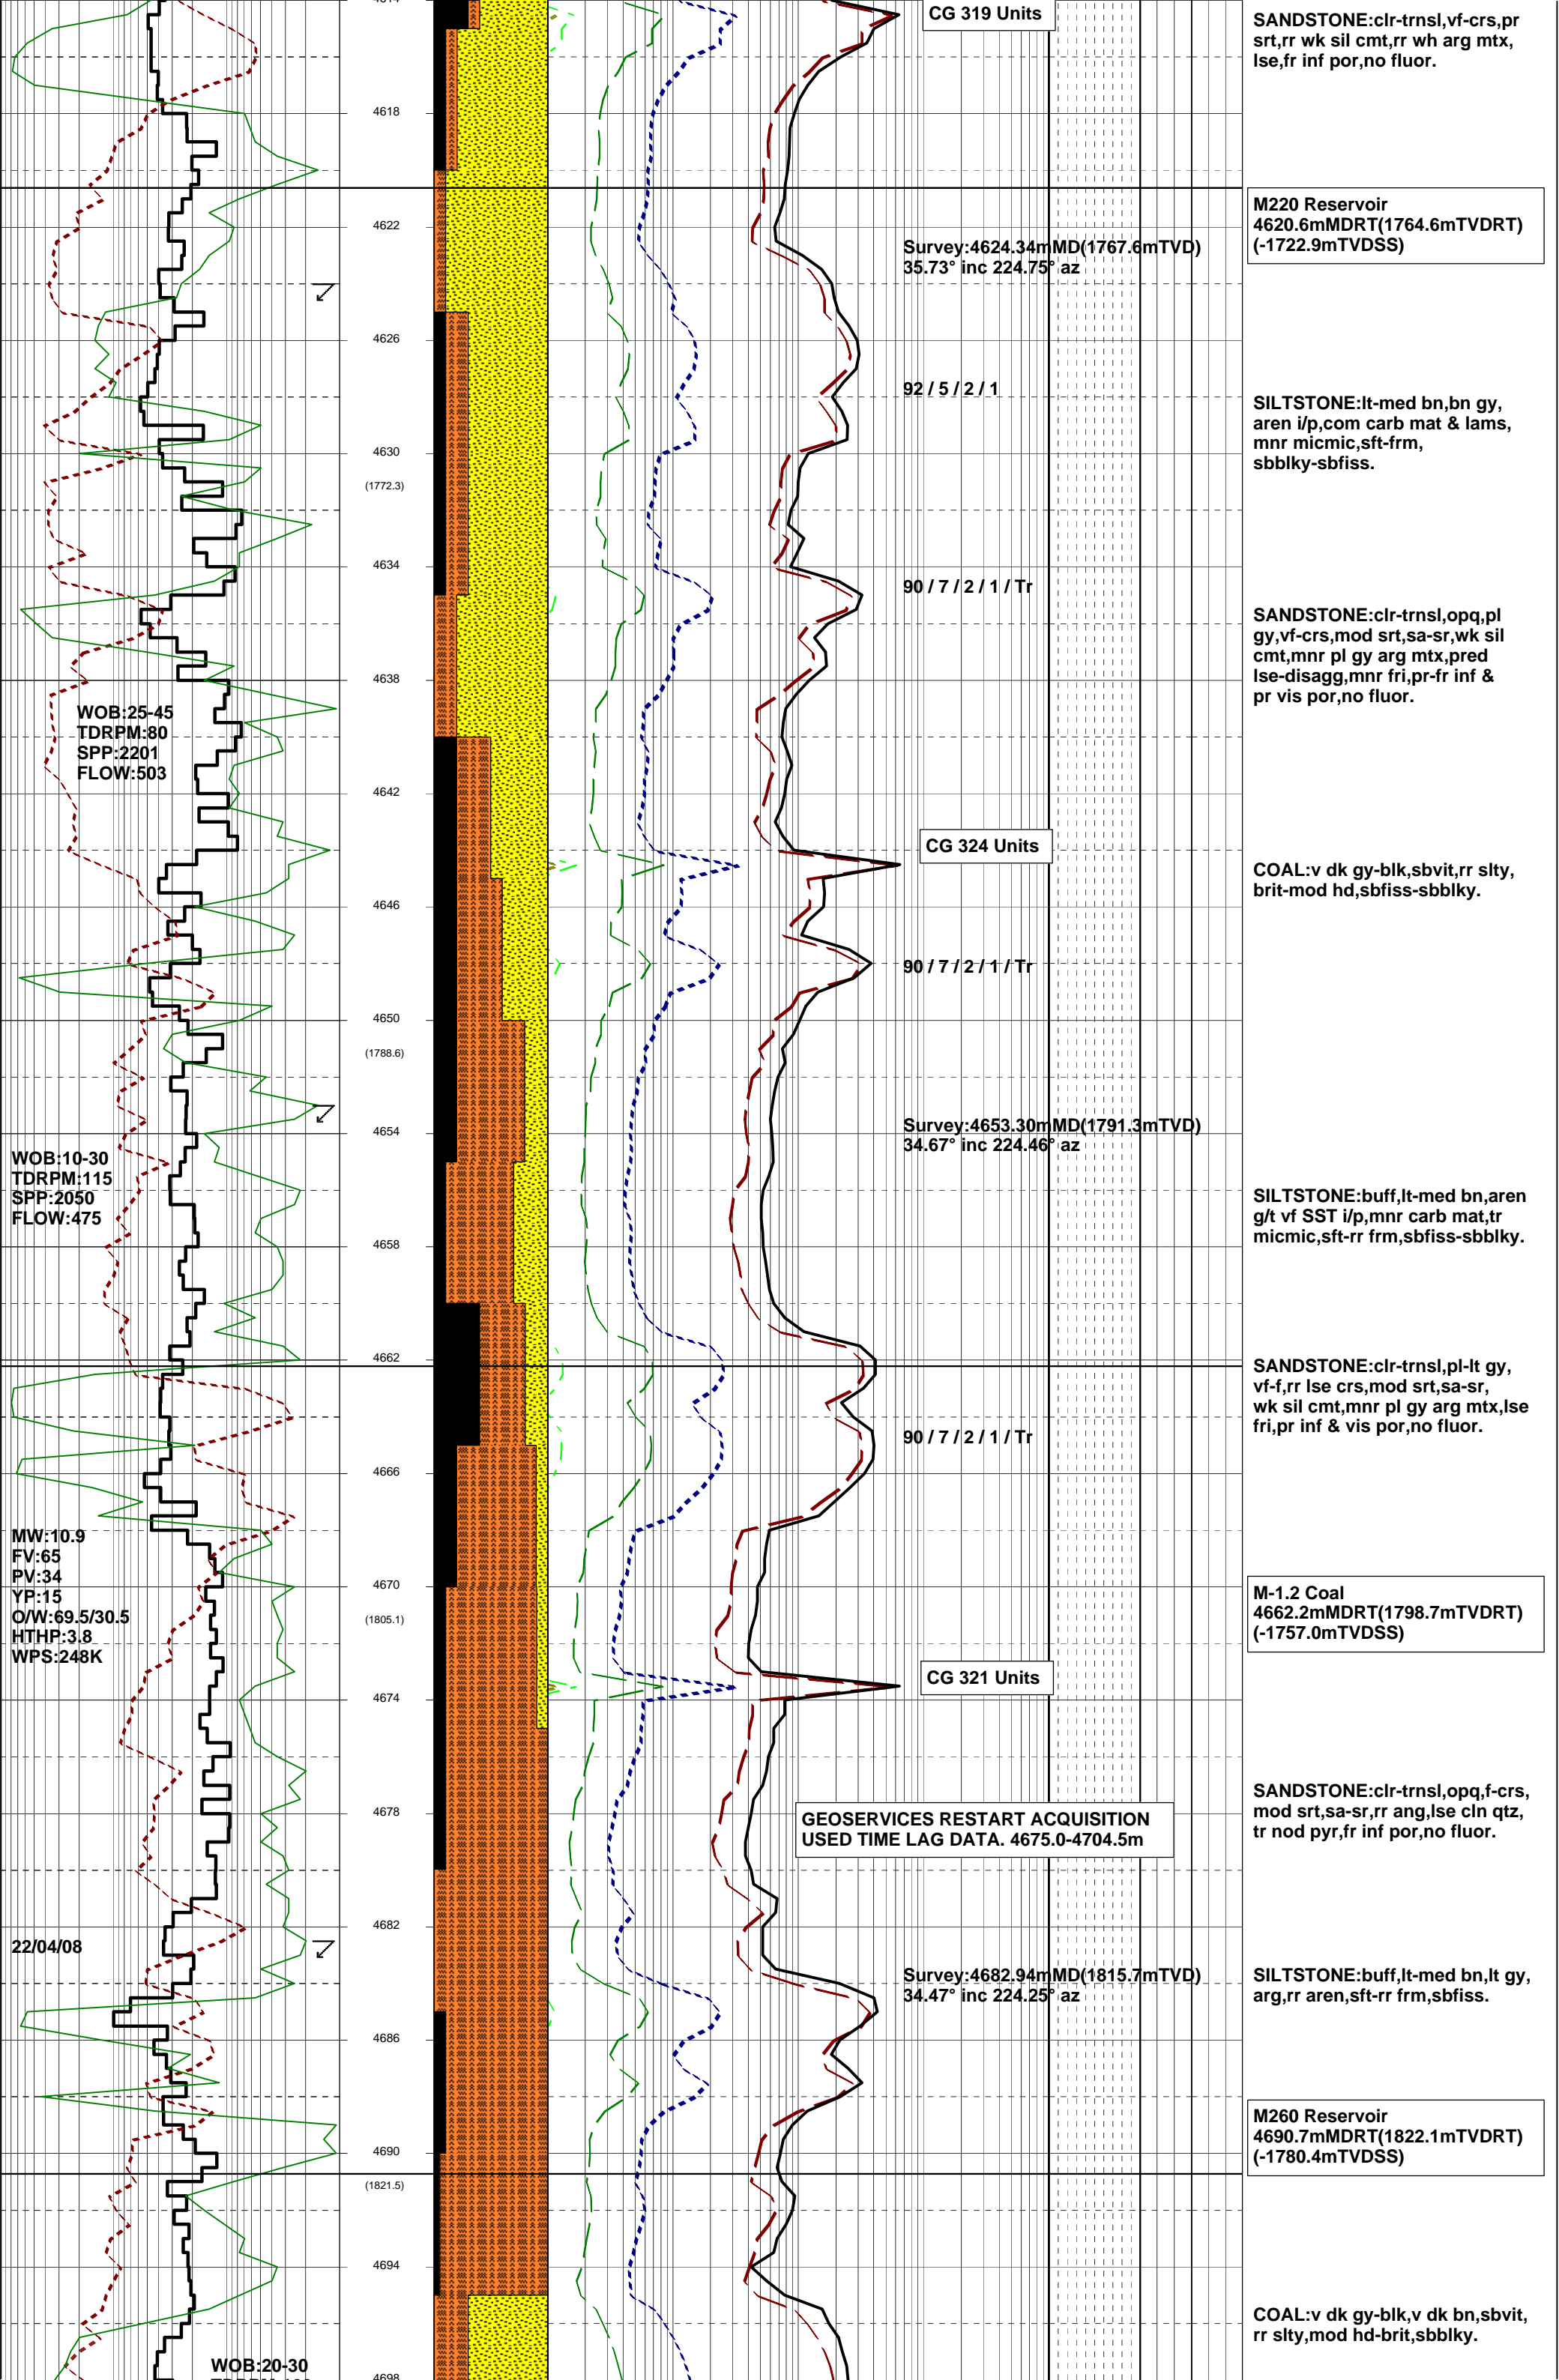 4614
CG 319 Units
SANDSTONE:clr-trnsl,vf-crs,pr
srt,rr wk sil cmt,rr wh arg mtx,
lse,fr inf por,no fluor.
4618
M220 Reservoir
4620.6mMDRT(1764.6mTVDRT)
(-1722.9mTVDSS)
4622
Survey:4624.34mMD(1767.6mTVD)
35.73° inc 224.75° az
4626
92 / 5 / 2 / 1
SILTSTONE:lt-med bn,bn gy,
aren i/p,com carb mat & lams,
mnr micmic,sft-frm,
sbblky-sbfiss.
4630
(1772.3)
4634
90 / 7 / 2 / 1 / Tr
SANDSTONE:clr-trnsl,opq,pl
gy,vf-crs,mod srt,sa-sr,wk sil
cmt,mnr pl gy arg mtx,pred
lse-disagg,mnr fri,pr-fr inf &
pr vis por,no fluor.
4638
WOB:25-45
TDRPM:80
SPP:2201
FLOW:503
4642
CG 324 Units
COAL:v dk gy-blk,sbvit,rr slty,
brit-mod hd,sbfiss-sbblky.
4646
90 / 7 / 2 / 1 / Tr
4650
(1788.6)
4654
Survey:4653.30mMD(1791.3mTVD)
34.67° inc 224.46° az
WOB:10-30
TDRPM:115
SPP:2050
FLOW:475
SILTSTONE:buff,lt-med bn,aren
g/t vf SST i/p,mnr carb mat,tr
micmic,sft-rr frm,sbfiss-sbblky.
4658
4662
SANDSTONE:clr-trnsl,pl-lt gy,
vf-f,rr lse crs,mod srt,sa-sr,
wk sil cmt,mnr pl gy arg mtx,lse
fri,pr inf & vis por,no fluor.
90 / 7 / 2 / 1 / Tr
4666
MW:10.9
FV:65
PV:34
YP:15
O/W:69.5/30.5
HTHP:3.8
WPS:248K
4670
(1805.1)
M-1.2 Coal
4662.2mMDRT(1798.7mTVDRT)
(-1757.0mTVDSS)
CG 321 Units
4674
SANDSTONE:clr-trnsl,opq,f-crs,
mod srt,sa-sr,rr ang,lse cln qtz,
tr nod pyr,fr inf por,no fluor.
4678
GEOSERVICES RESTART ACQUISITION
USED TIME LAG DATA. 4675.0-4704.5m
4682
22/04/08
Survey:4682.94mMD(1815.7mTVD)
34.47° inc 224.25° az
SILTSTONE:buff,lt-med bn,lt gy,
arg,rr aren,sft-rr frm,sbfiss.
4686
M260 Reservoir
4690.7mMDRT(1822.1mTVDRT)
(-1780.4mTVDSS)
4690
(1821.5)
4694
COAL:v dk gy-blk,v dk bn,sbvit,
rr slty,mod hd-brit,sbblky.
WOB:20-30
4698